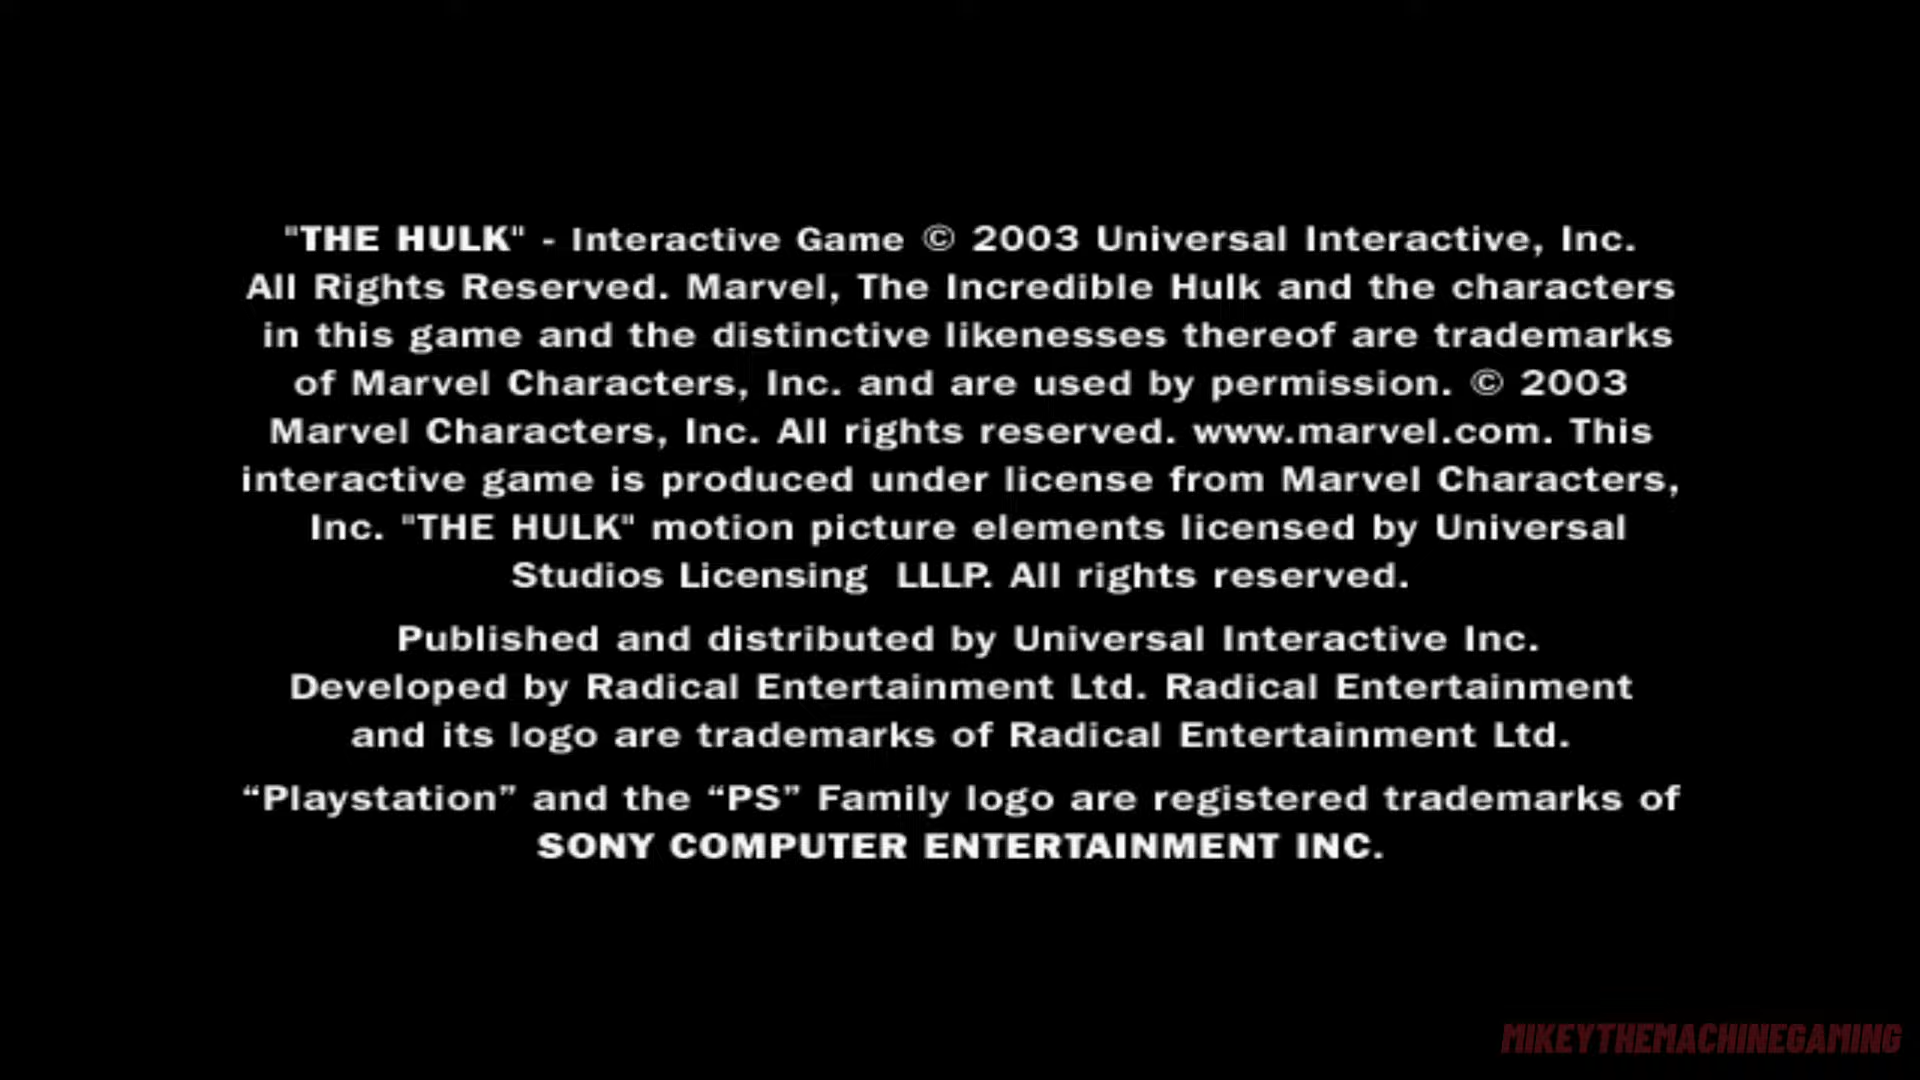 "THE HULK" - Interactive Game © 2003 Universal Interactive, Inc.
All Rights Reserved. Marvel, The Incredible Hulk and the characters
in this game and the distinctive likenesses thereof are trademarks
of Marvel Characters, Inc. and are used by permission. © 2003
Marvel Characters, Inc. All rights reserved. www.marvel.com. This
interactive game is produced under license from Marvel Characters,
Inc. "THE HULK" motion picture elements licensed by Universal
Studios Licensing  LLLP. All rights reserved.
Published and distributed by Universal Interactive Inc.
Developed by Radical Entertainment Ltd. Radical Entertainment
and its logo are trademarks of Radical Entertainment Ltd.
“Playstation” and the “PS” Family logo are registered trademarks of
SONY COMPUTER ENTERTAINMENT INC.
MIKEYTHEMACHINEGAMING